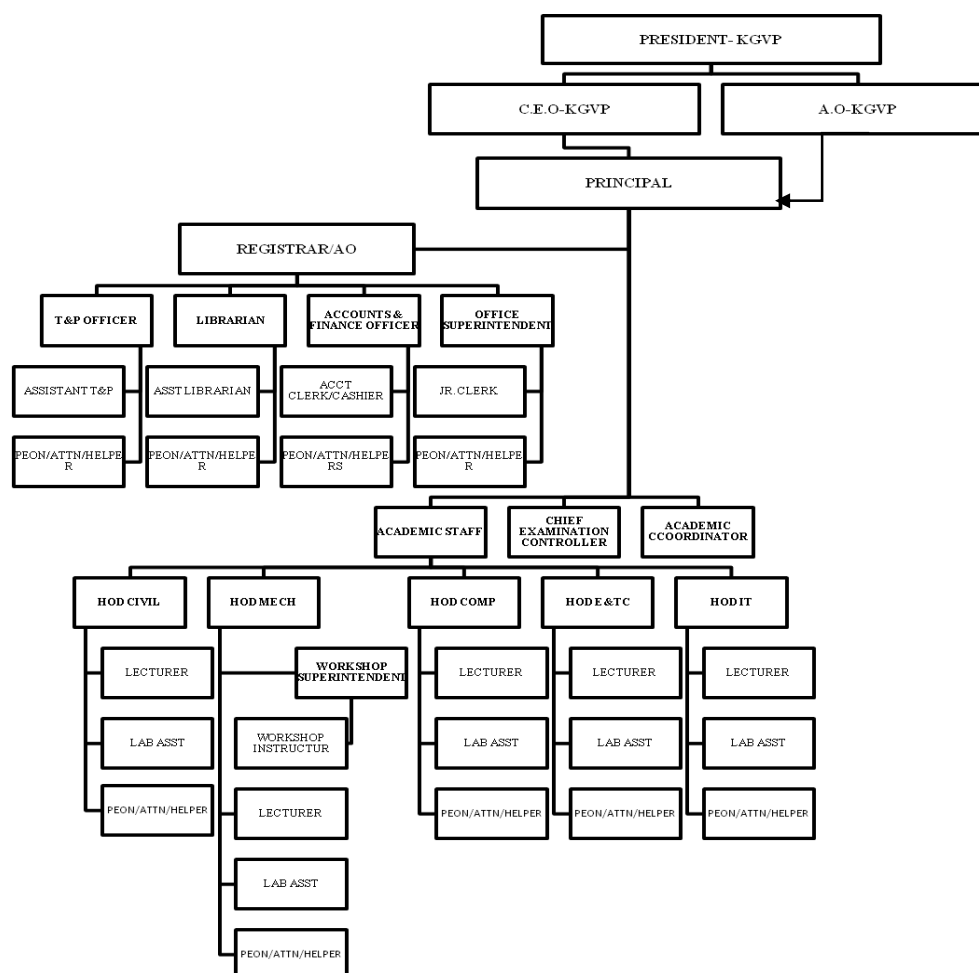 PRESIDENT- KGVP
C.E.O-KGVP
A.O-KGVP
PRINCIPAL
REGISTRAR/AO
T&P OFFICER
LIBRARIAN
ACCOUNTS &
FINANCE OFFICER
OFFICE
SUPERINTENDENT
ASSISTANT T&P
ASST LIBRARIAN
ACCT
CLERK/CASHIER
JR. CLERK
PEON/ATTN/HELPE
R
PEON/ATTN/HELPE
R
PEON/ATTN/HELPE
RS
PEON/ATTN/HELPE
R
ACADEMIC STAFF
CHIEF
EXAMINATION
CONTROLLER
ACADEMIC
CCOORDINATOR
HOD CIVIL
HOD MECH
HOD COMP
HOD E &TC
HOD IT
LECTURER
WORKSHOP
SUPERINTENDENT
LECTURER
LECTURER
LECTURER
LAB ASST
WORKSHOP
INSTRUCTUR
LAB ASST
LAB ASST
LAB ASST
PEON/ATTN/HELPER
LECTURER
PEON/ATTN/HELPER
PEON/ATTN/HELPER
PEON/ATTN/HELPER
LAB ASST
PEON/ATTN/HELPER